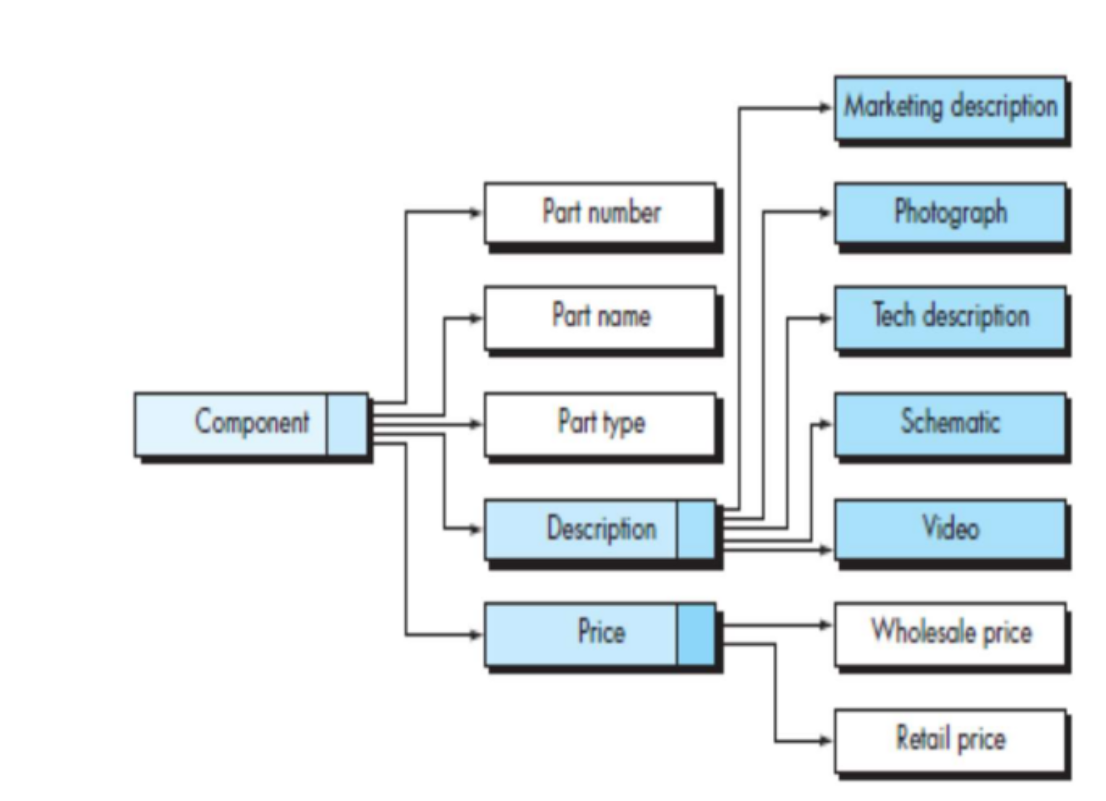 Marketing description
Part number
Photograph
Part name
Tech description
Component
Part type
Schematic
Description
Video
Price
Wholesale price
Retail price